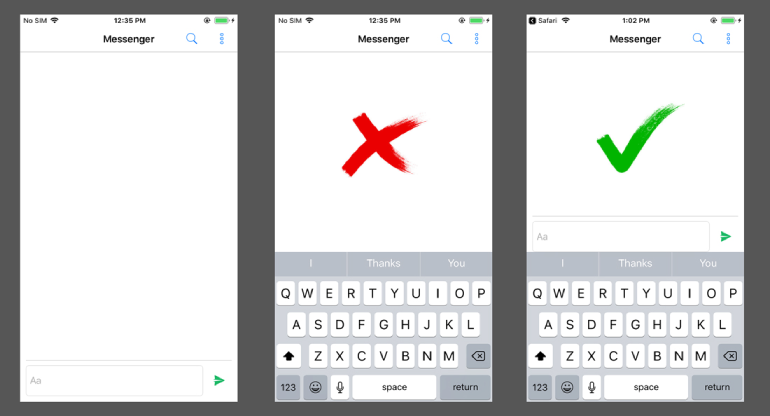 No SIM 12:35 PM
Messenger
Aa
No SIM 12:35 PM
Messenger
I Thanks You
Q W E R T Y U I O P
A S D F G H J K L
Z X C V B N M
123 space return
Safari 1:02 PM
Messenger
Aa
I Thanks You
Q W E R T Y U I O P
A S D F G H J K L
Z X C V B N M
123 space return